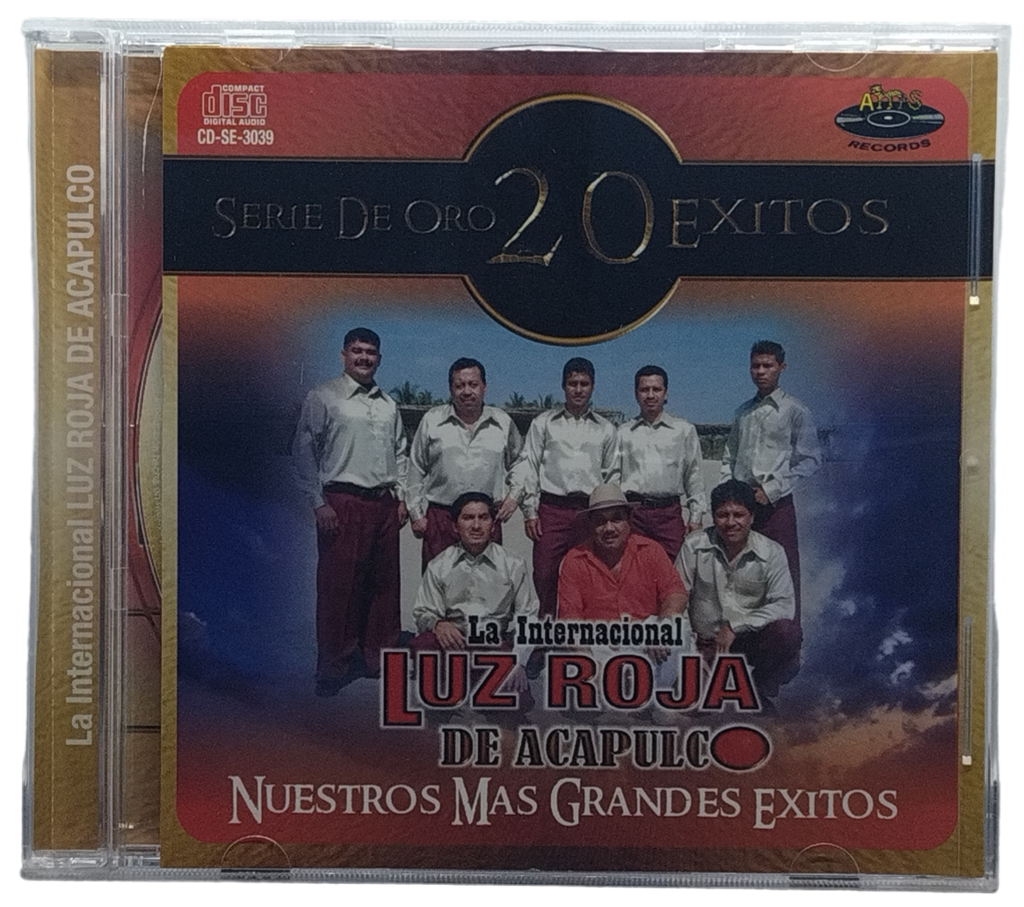 La Internacional LUZ ROJA DE ACAPULCO
COMPACT
disc
DIGITAL AUDIO
CD-SE-3039
RECORDS
SERIE DE ORO 20 EXITOS
La Internacional
LUZ ROJA
DE ACAPULCO
NUESTROS MAS GRANDES EXITOS